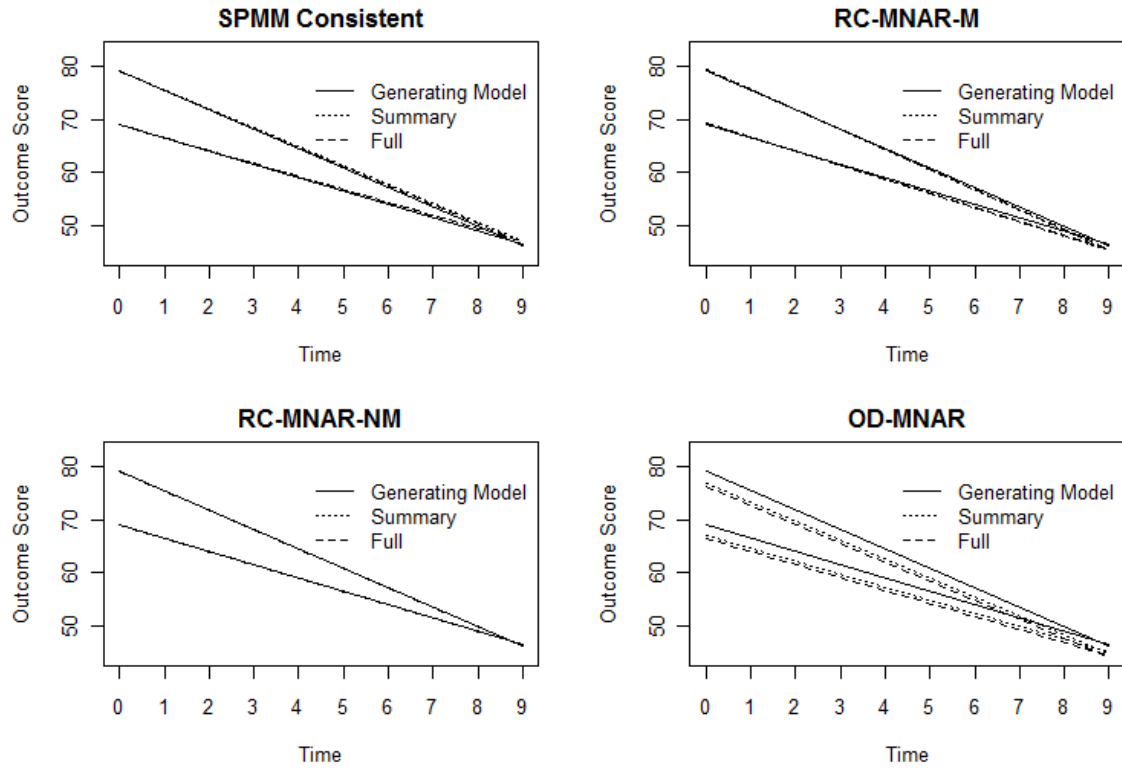 SPMM Consistent
Outcome Score
80
70
60
50
Generating Model
Summary
Full
0 1 2 3 4 5 6 7 8 9
Time
RC-MNAR-M
Outcome Score
80
70
60
50
Generating Model
Summary
Full
0 1 2 3 4 5 6 7 8 9
Time
RC-MNAR-NM
Outcome Score
80
70
60
50
Generating Model
Summary
Full
0 1 2 3 4 5 6 7 8 9
Time
OD-MNAR
Outcome Score
80
70
60
50
Generating Model
Summary
Full
0 1 2 3 4 5 6 7 8 9
Time